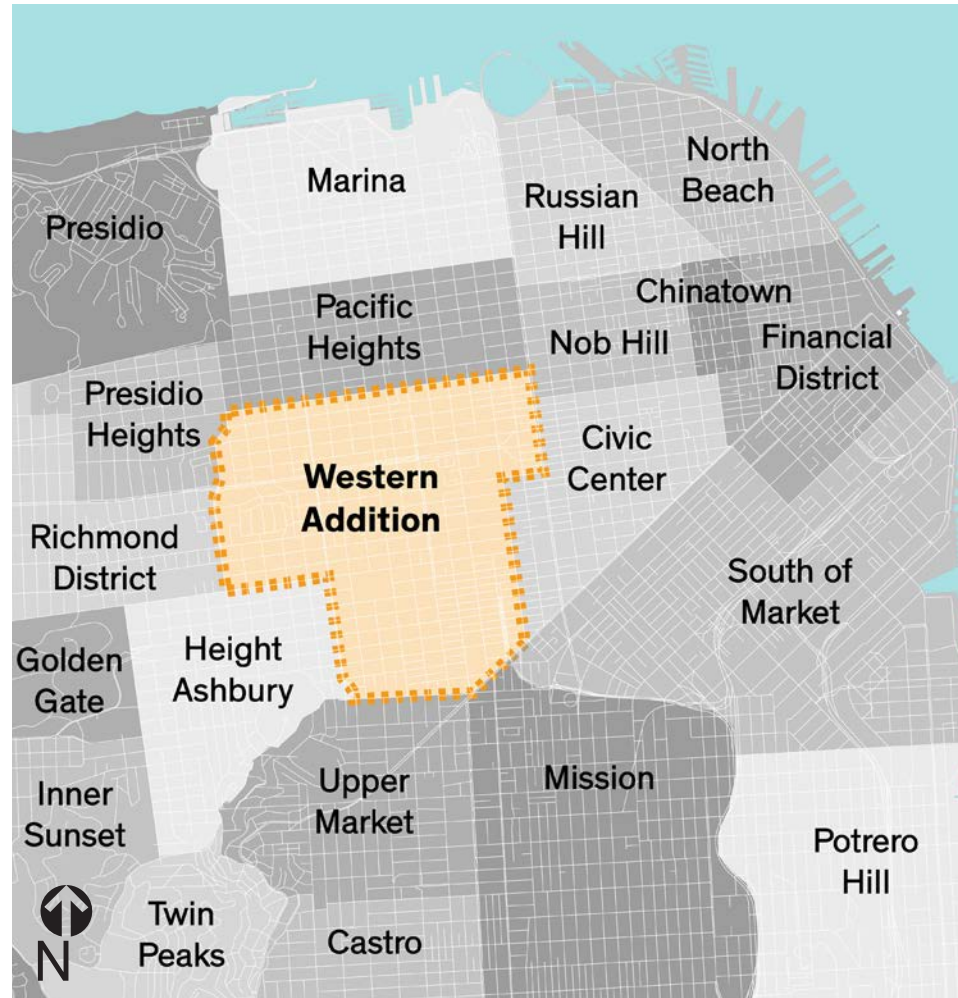 Marina
North
Beach
Russian
Hill
Presidio
Chinatown
Pacific
Heights
Nob Hill
Financial
District
Presidio
Heights
Civic
Center
Western
Addition
Richmond
District
South of
Market
Height
Ashbury
Golden
Gate
Upper
Market
Mission
Inner
Sunset
Potrero
Hill
Twin
Peaks
Castro
N